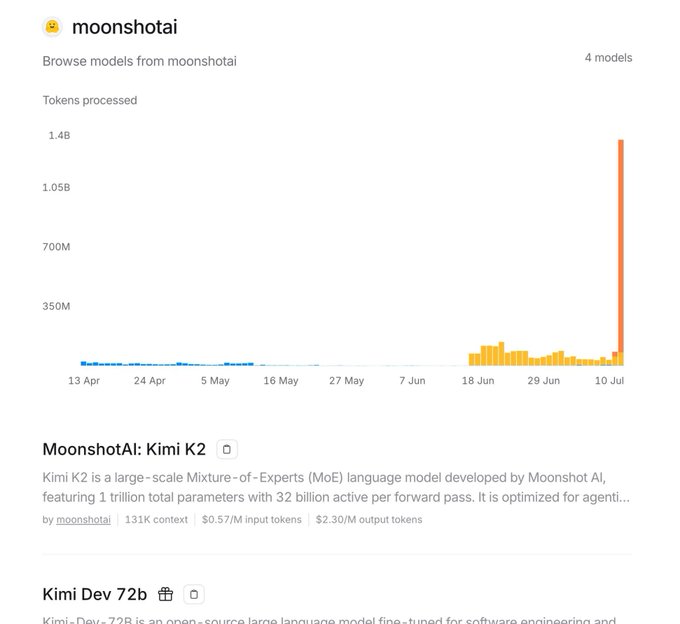 moonshotai
Browse models from moonshotai
4 models
Tokens processed
1.4B
1.05B
700M
350M
13 Apr 24 Apr 5 May 16 May 27 May 7 Jun 18 Jun 29 Jun 10 Jul
MoonshotAI: Kimi K2
Kimi K2 is a large-scale Mixture-of-Experts (MoE) language model developed by Moonshot AI,
featuring 1 trillion total parameters with 32 billion active per forward pass. It is optimized for agenti...
by moonshotai 131K context $0.57/M input tokens $2.30/M output tokens
Kimi Dev 72b
Kimi-Dev-72B is an open-source large language model fine-tuned for software engineering and